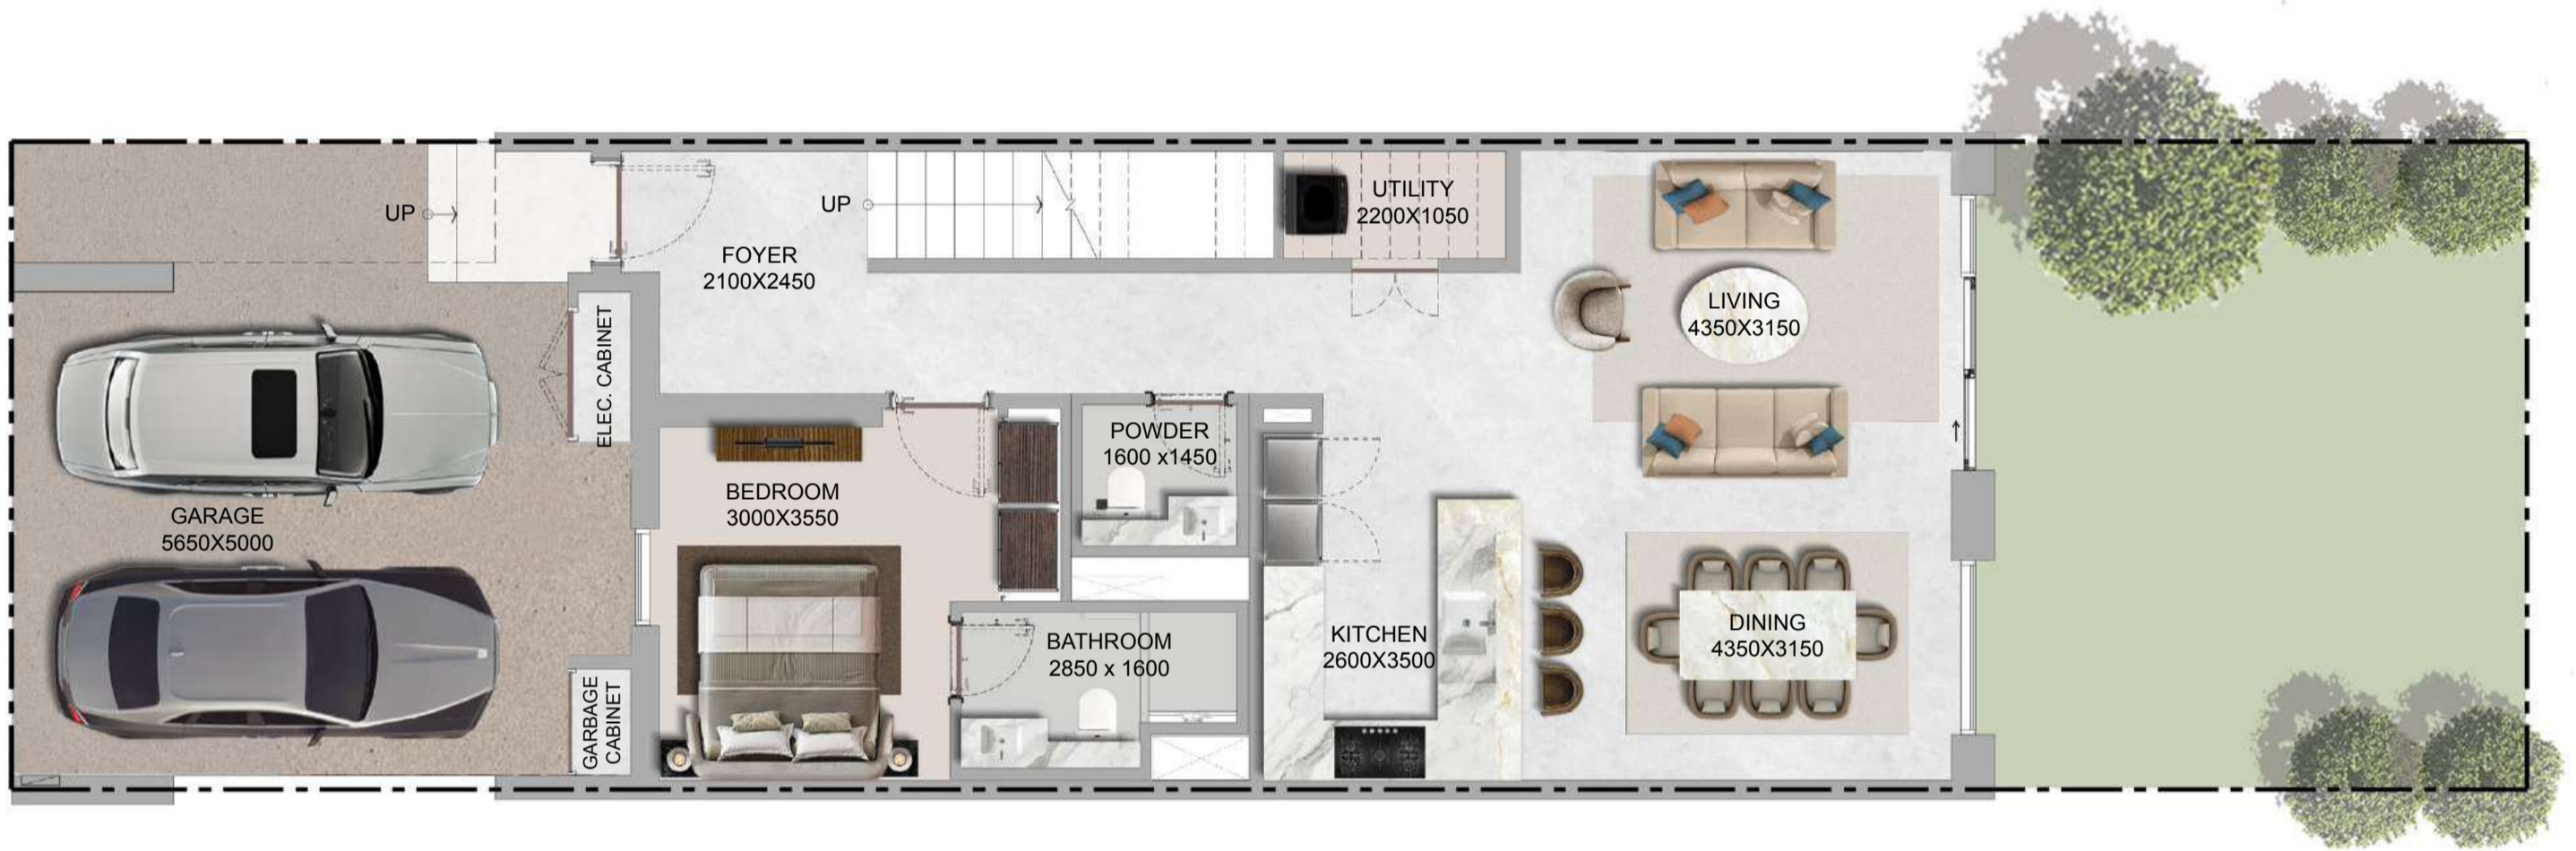 UP
UP
FOYER
2100X2450
UTILITY
2200X1050
LIVING
4350X3150
ELEC. CABINET
GARAGE
5650X5000
BEDROOM
3000X3550
POWDER
1600 x1450
BATHROOM
2850 x 1600
KITCHEN
2600X3500
DINING
4350X3150
GARBAGE
CABINET